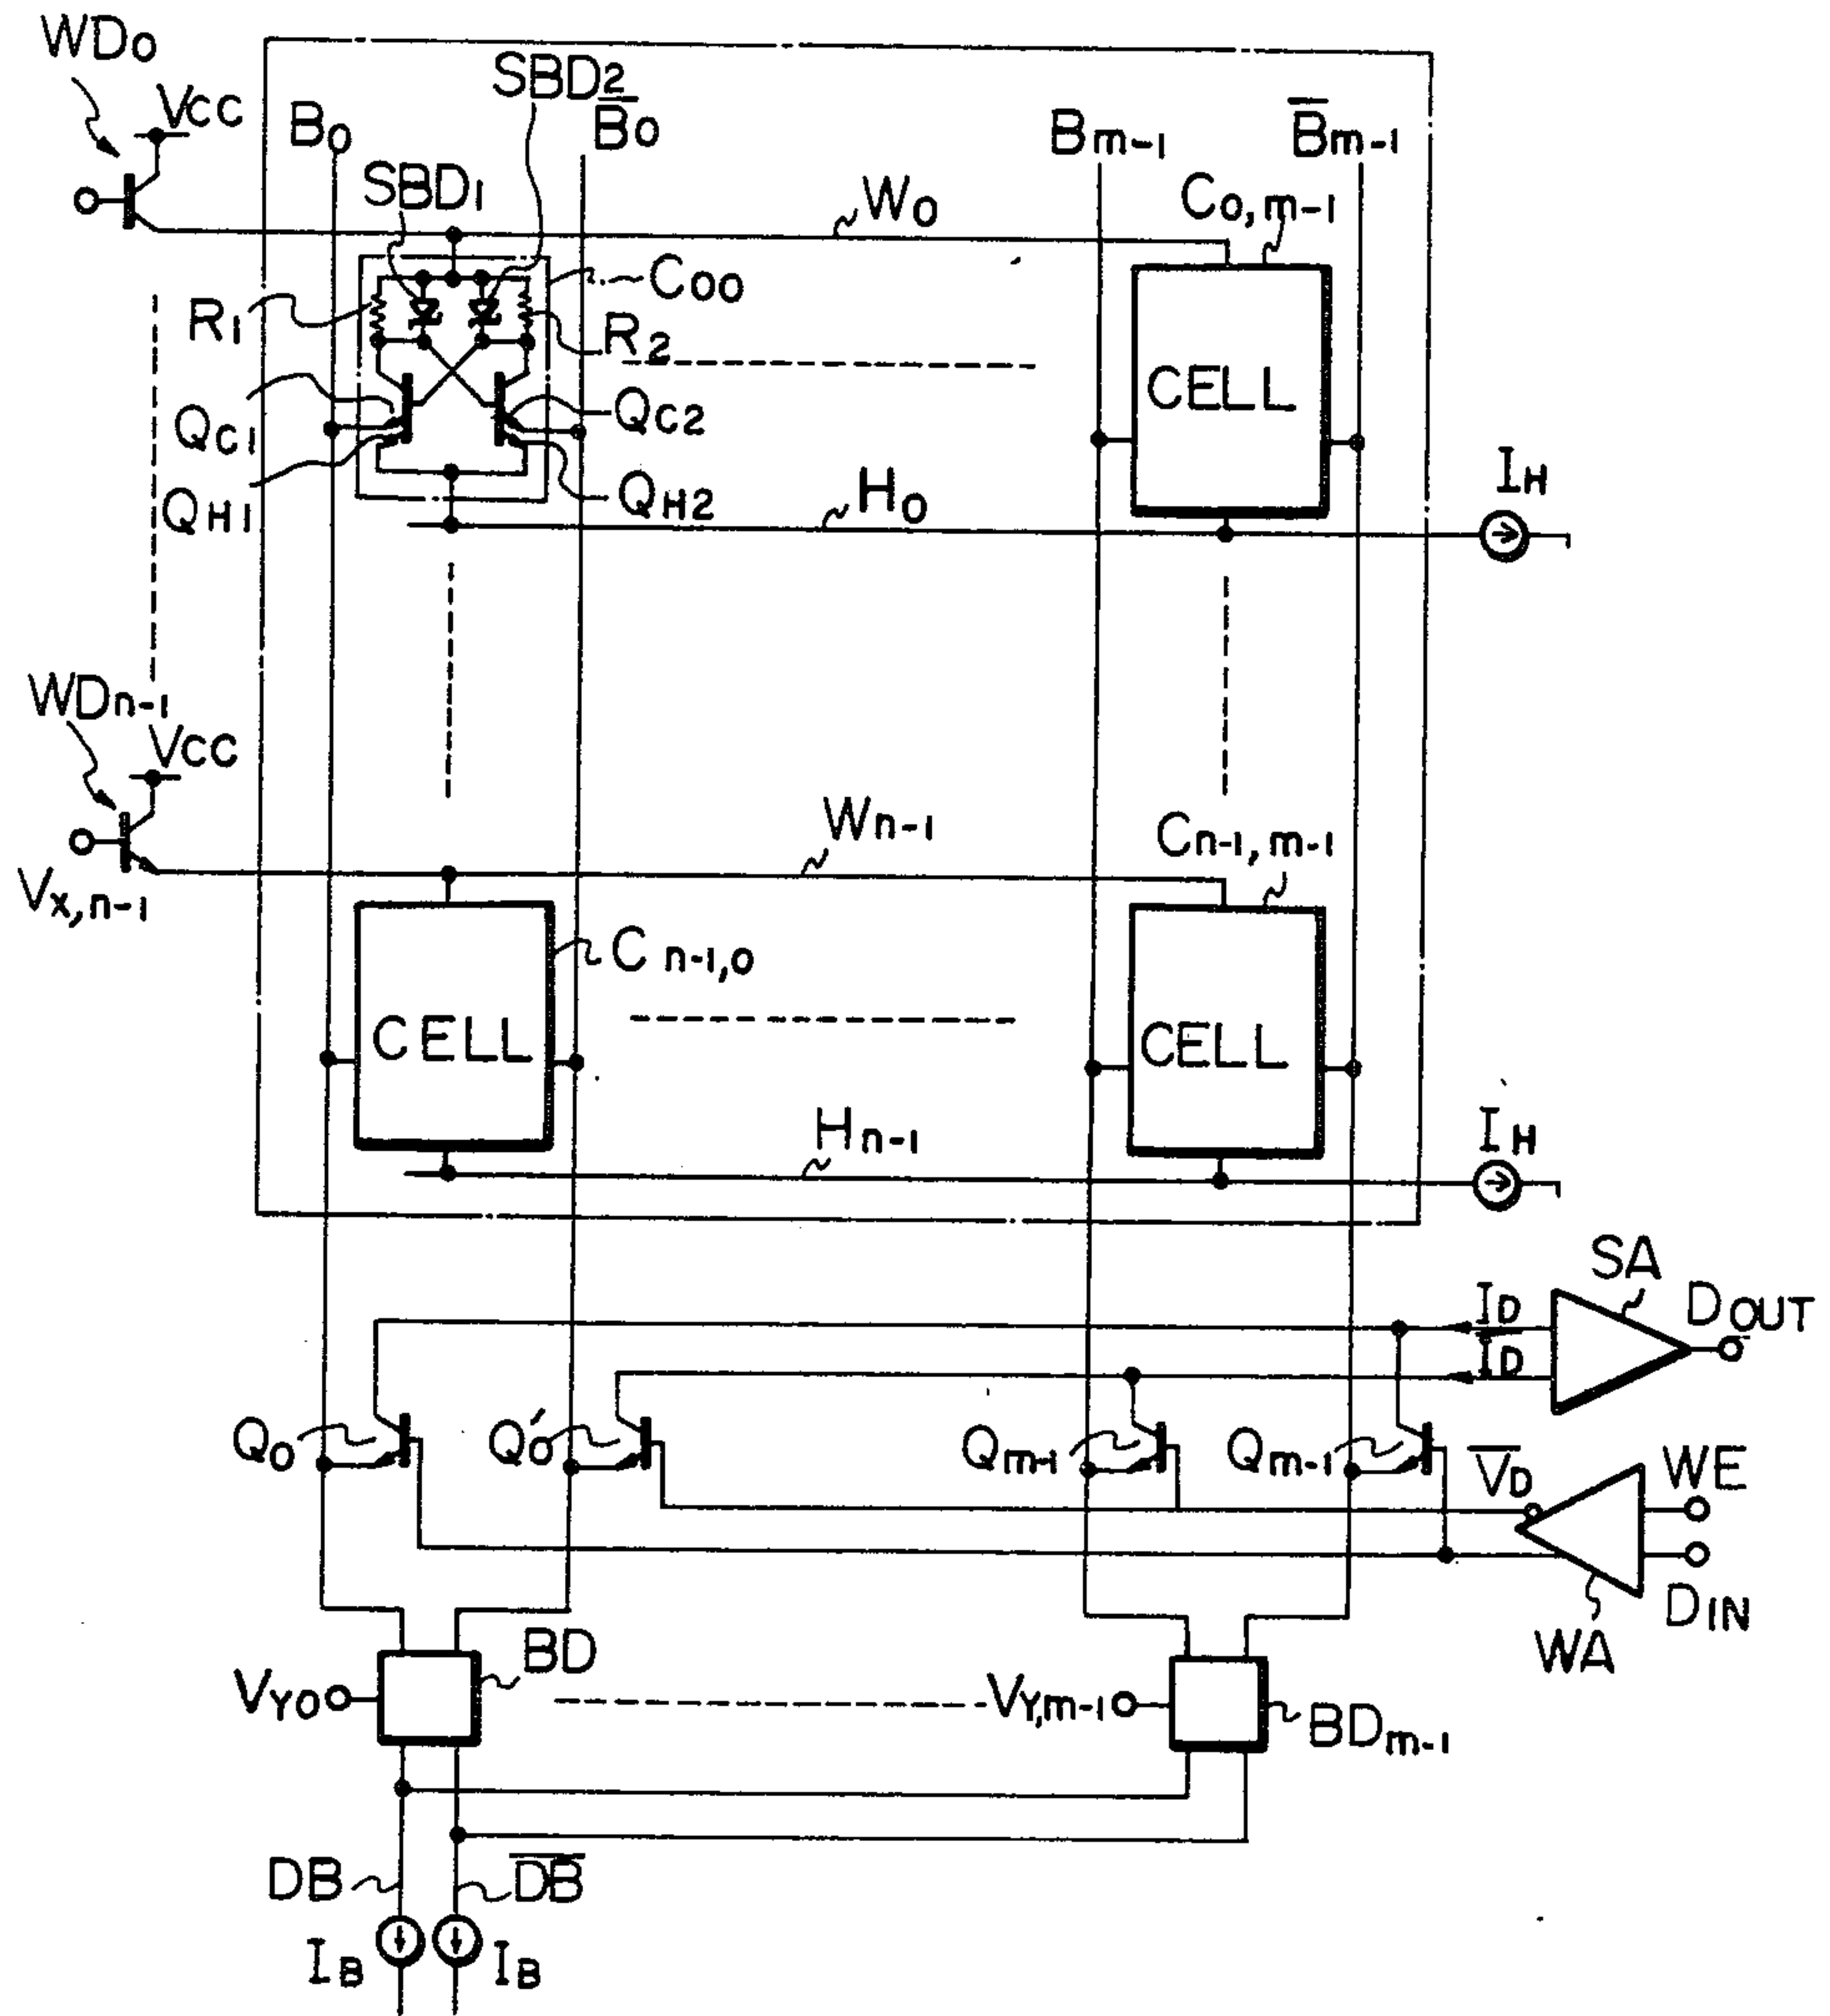 WD0
VCC
B0
SBD2
B̅0
SBD1
W0
Bm-1
B̅m-1
C0,m-1
R1
C00
R2
CELL
QC1
QC2
QH1
QH2
H0
IH
WDn-1
VCC
Vx,n-1
Wn-1
Cn-1,m-1
Cn-1,0
CELL
CELL
Hn-1
IH
SA
ID
DOUT
I̅D
Q0
Q0'
Qm-1
Qm-1
V̅D
WE
DIN
WA
BD
VY0
VY,m-1
BDm-1
DB
D̅B̅
IB
IB